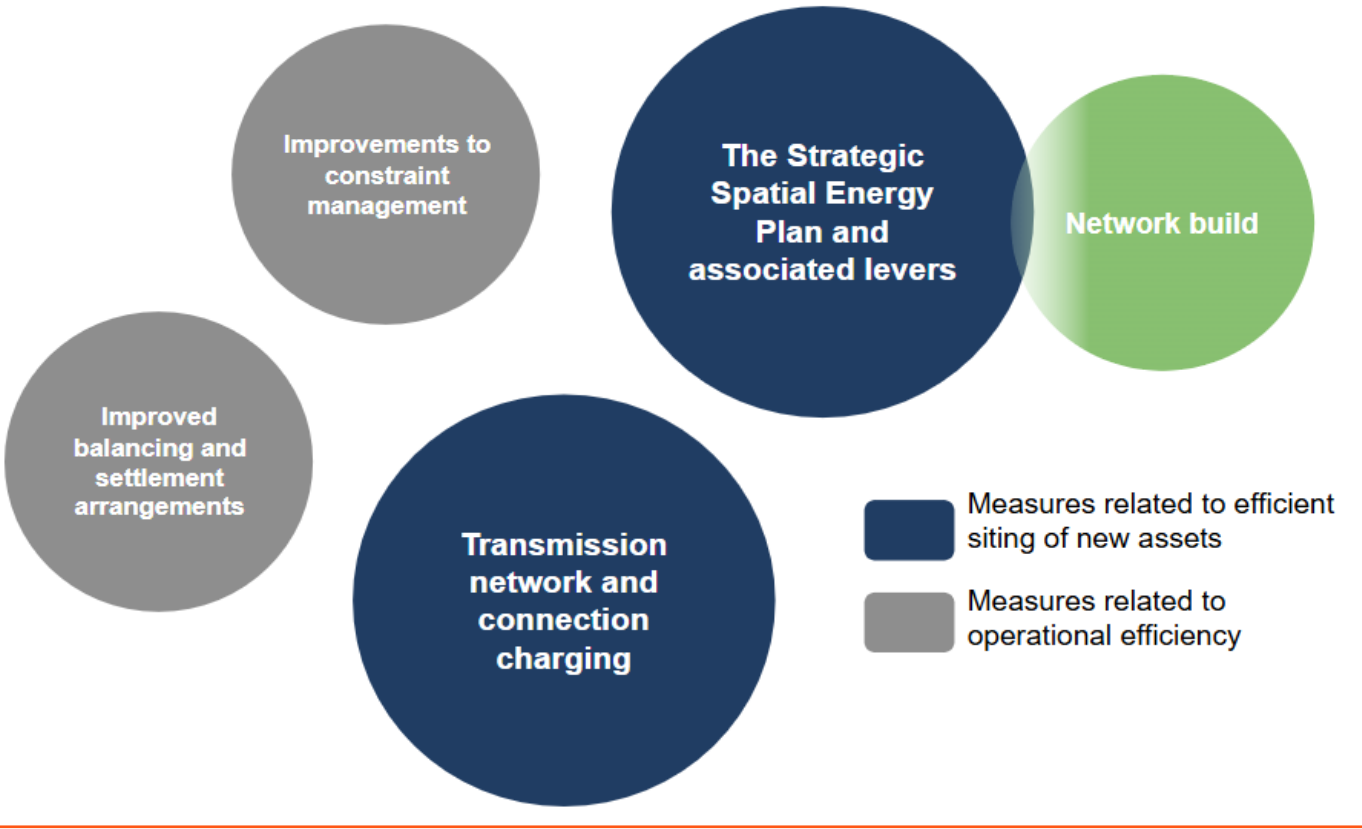 Improvements to
constraint
management
The Strategic
Spatial Energy
Plan and
associated levers
Network build
Improved
balancing and
settlement
arrangements
Transmission
network and
connection
charging
Measures related to efficient
siting of new assets
Measures related to
operational efficiency